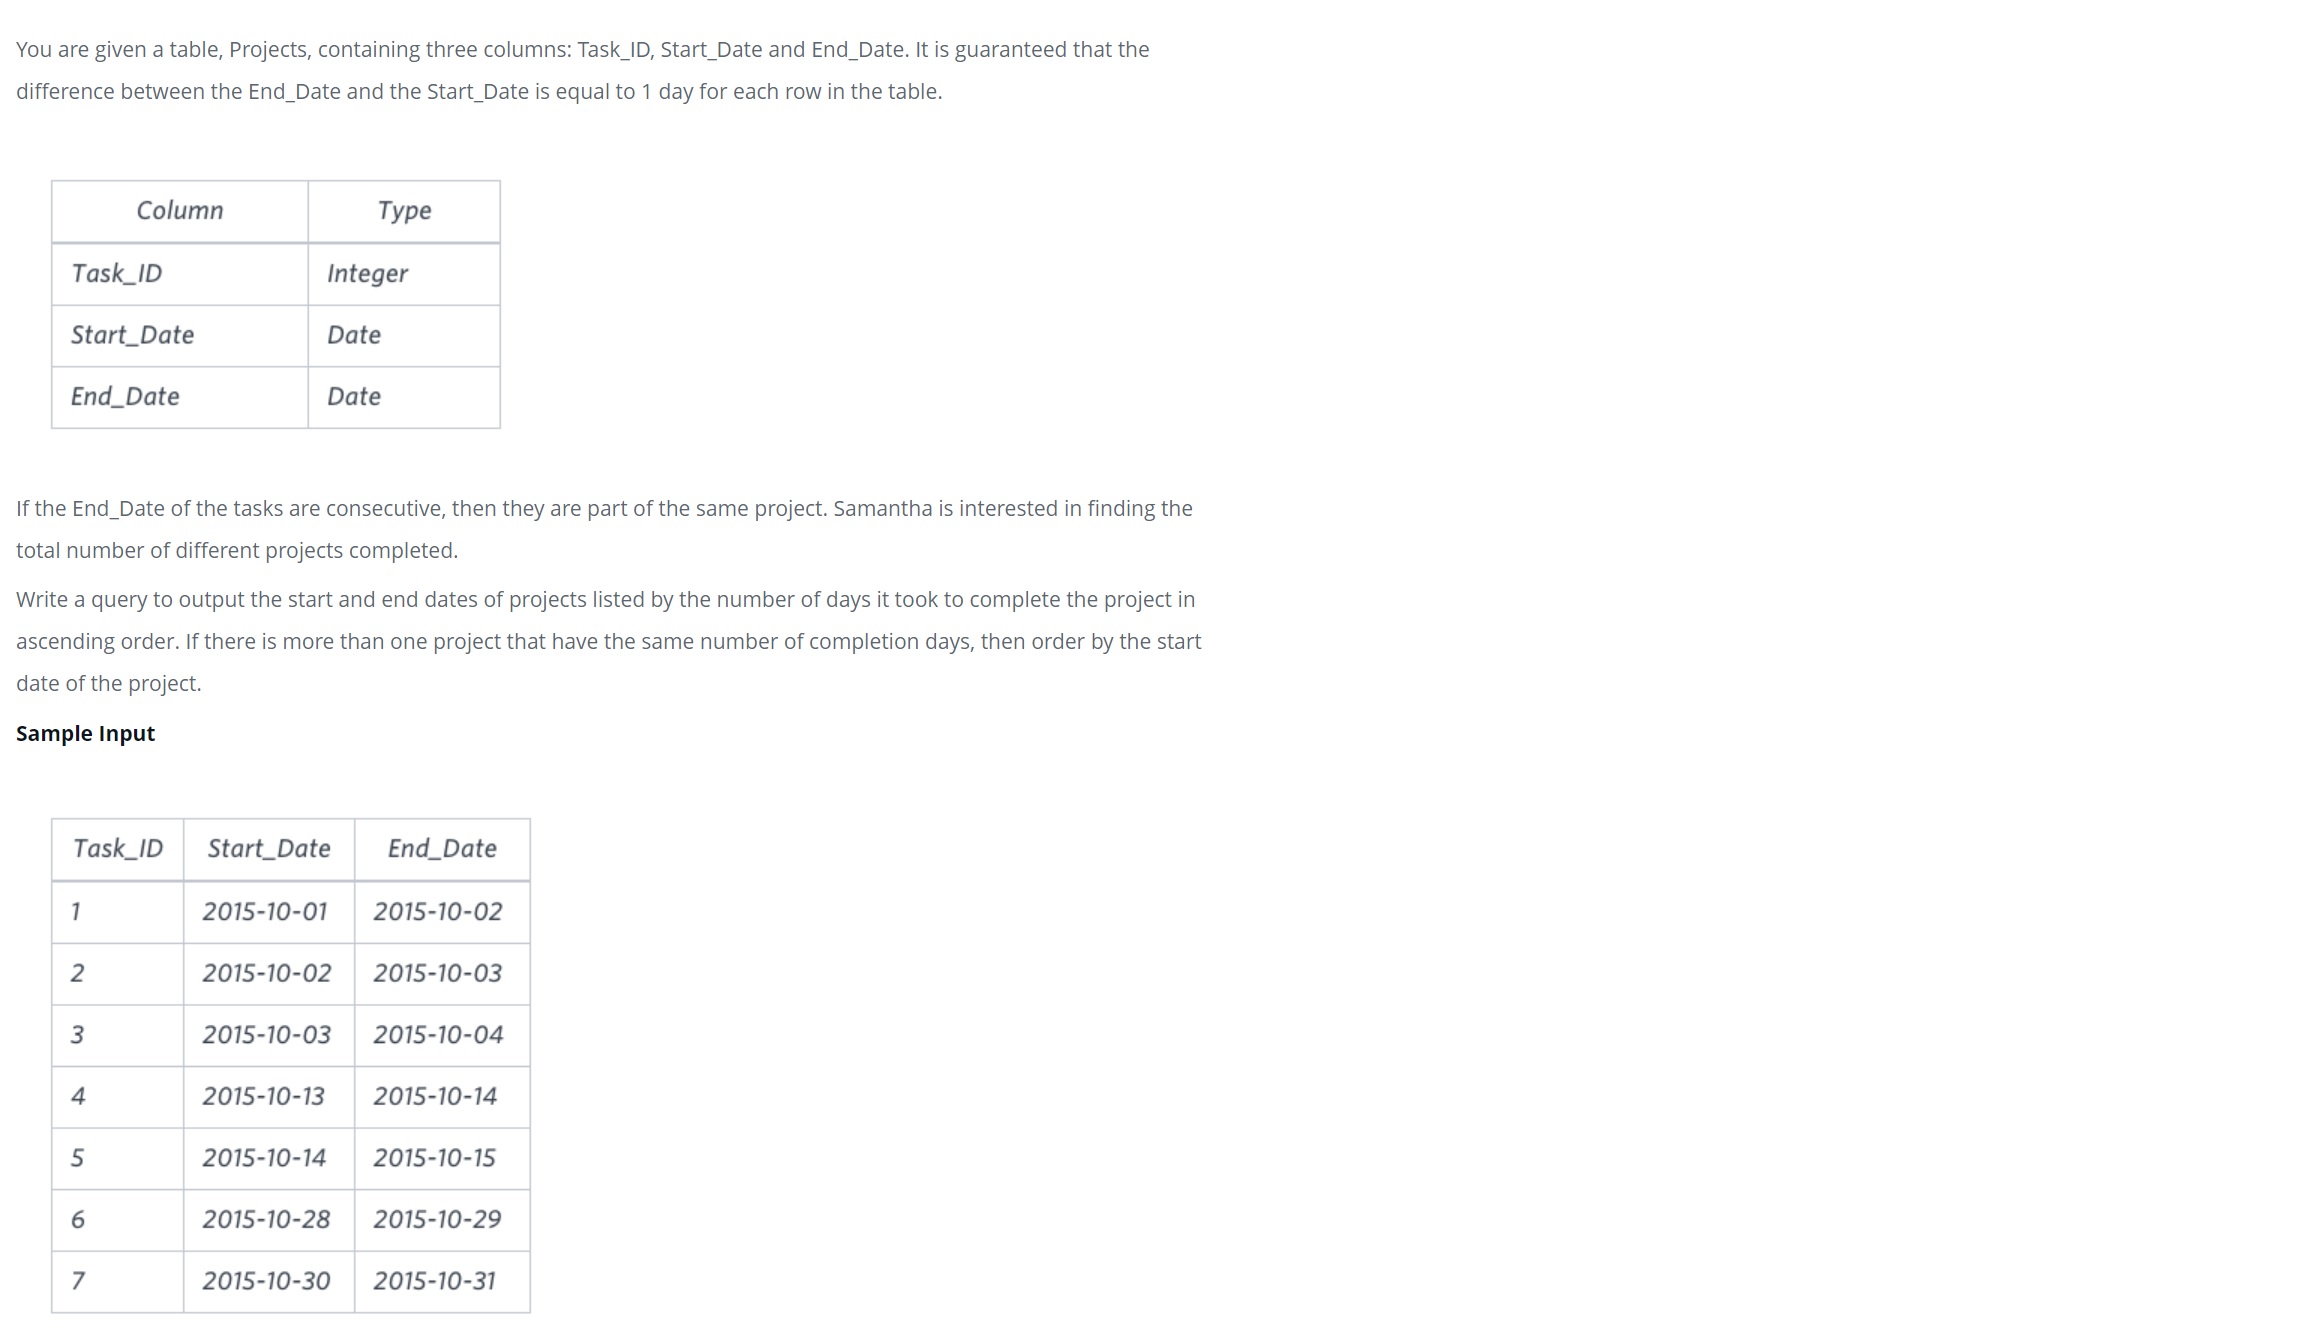 You are given a table, Projects, containing three columns: Task_ID, Start_Date and End_Date. It is guaranteed that the
difference between the End_Date and the Start_Date is equal to 1 day for each row in the table.
Column Type
Task_ID Integer
Start_Date Date
End_Date Date
If the End_Date of the tasks are consecutive, then they are part of the same project. Samantha is interested in finding the
total number of different projects completed.
Write a query to output the start and end dates of projects listed by the number of days it took to complete the project in
ascending order. If there is more than one project that have the same number of completion days, then order by the start
date of the project.
Sample Input
Task_ID Start_Date End_Date
1 2015-10-01 2015-10-02
2 2015-10-02 2015-10-03
3 2015-10-03 2015-10-04
4 2015-10-13 2015-10-14
5 2015-10-14 2015-10-15
6 2015-10-28 2015-10-29
7 2015-10-30 2015-10-31